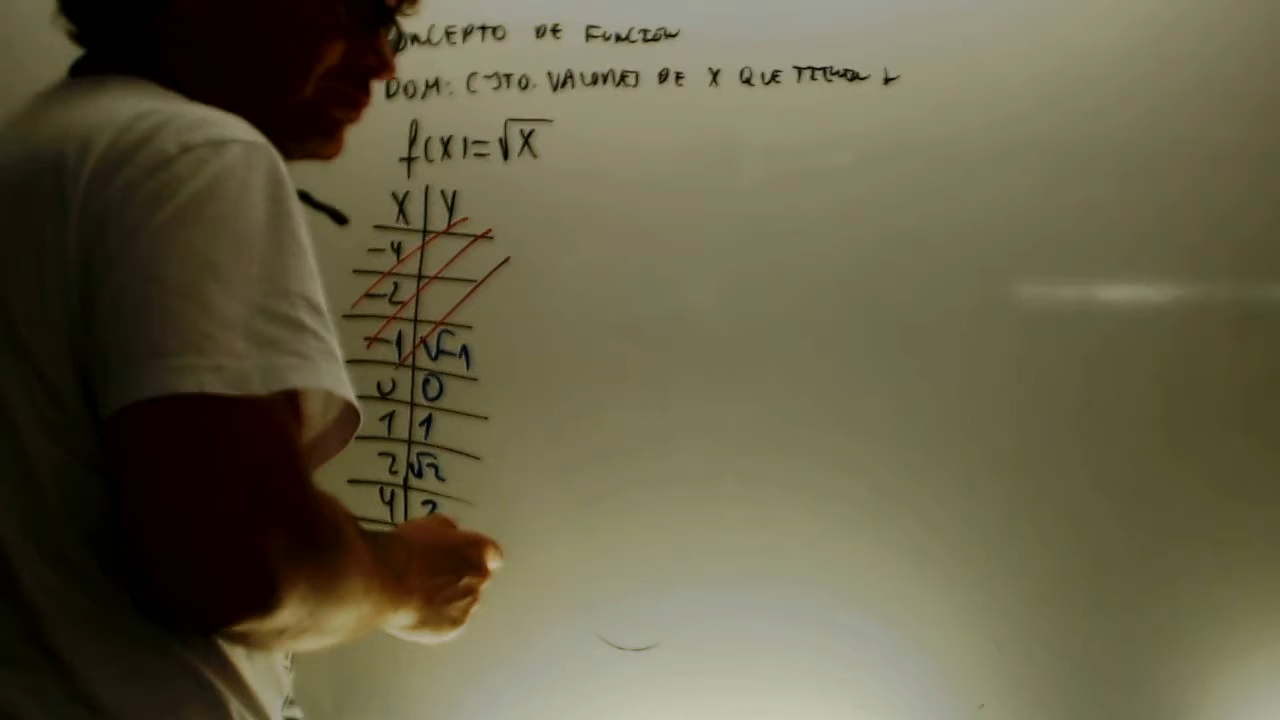 CONCEPTO DE FUNCION
DOM: CJTO. VALORES DE X QUE TIENEN Y
f(x)=√X
X Y
-4
-2
-1 √-1
0 0
1 1
2 √2
4 2